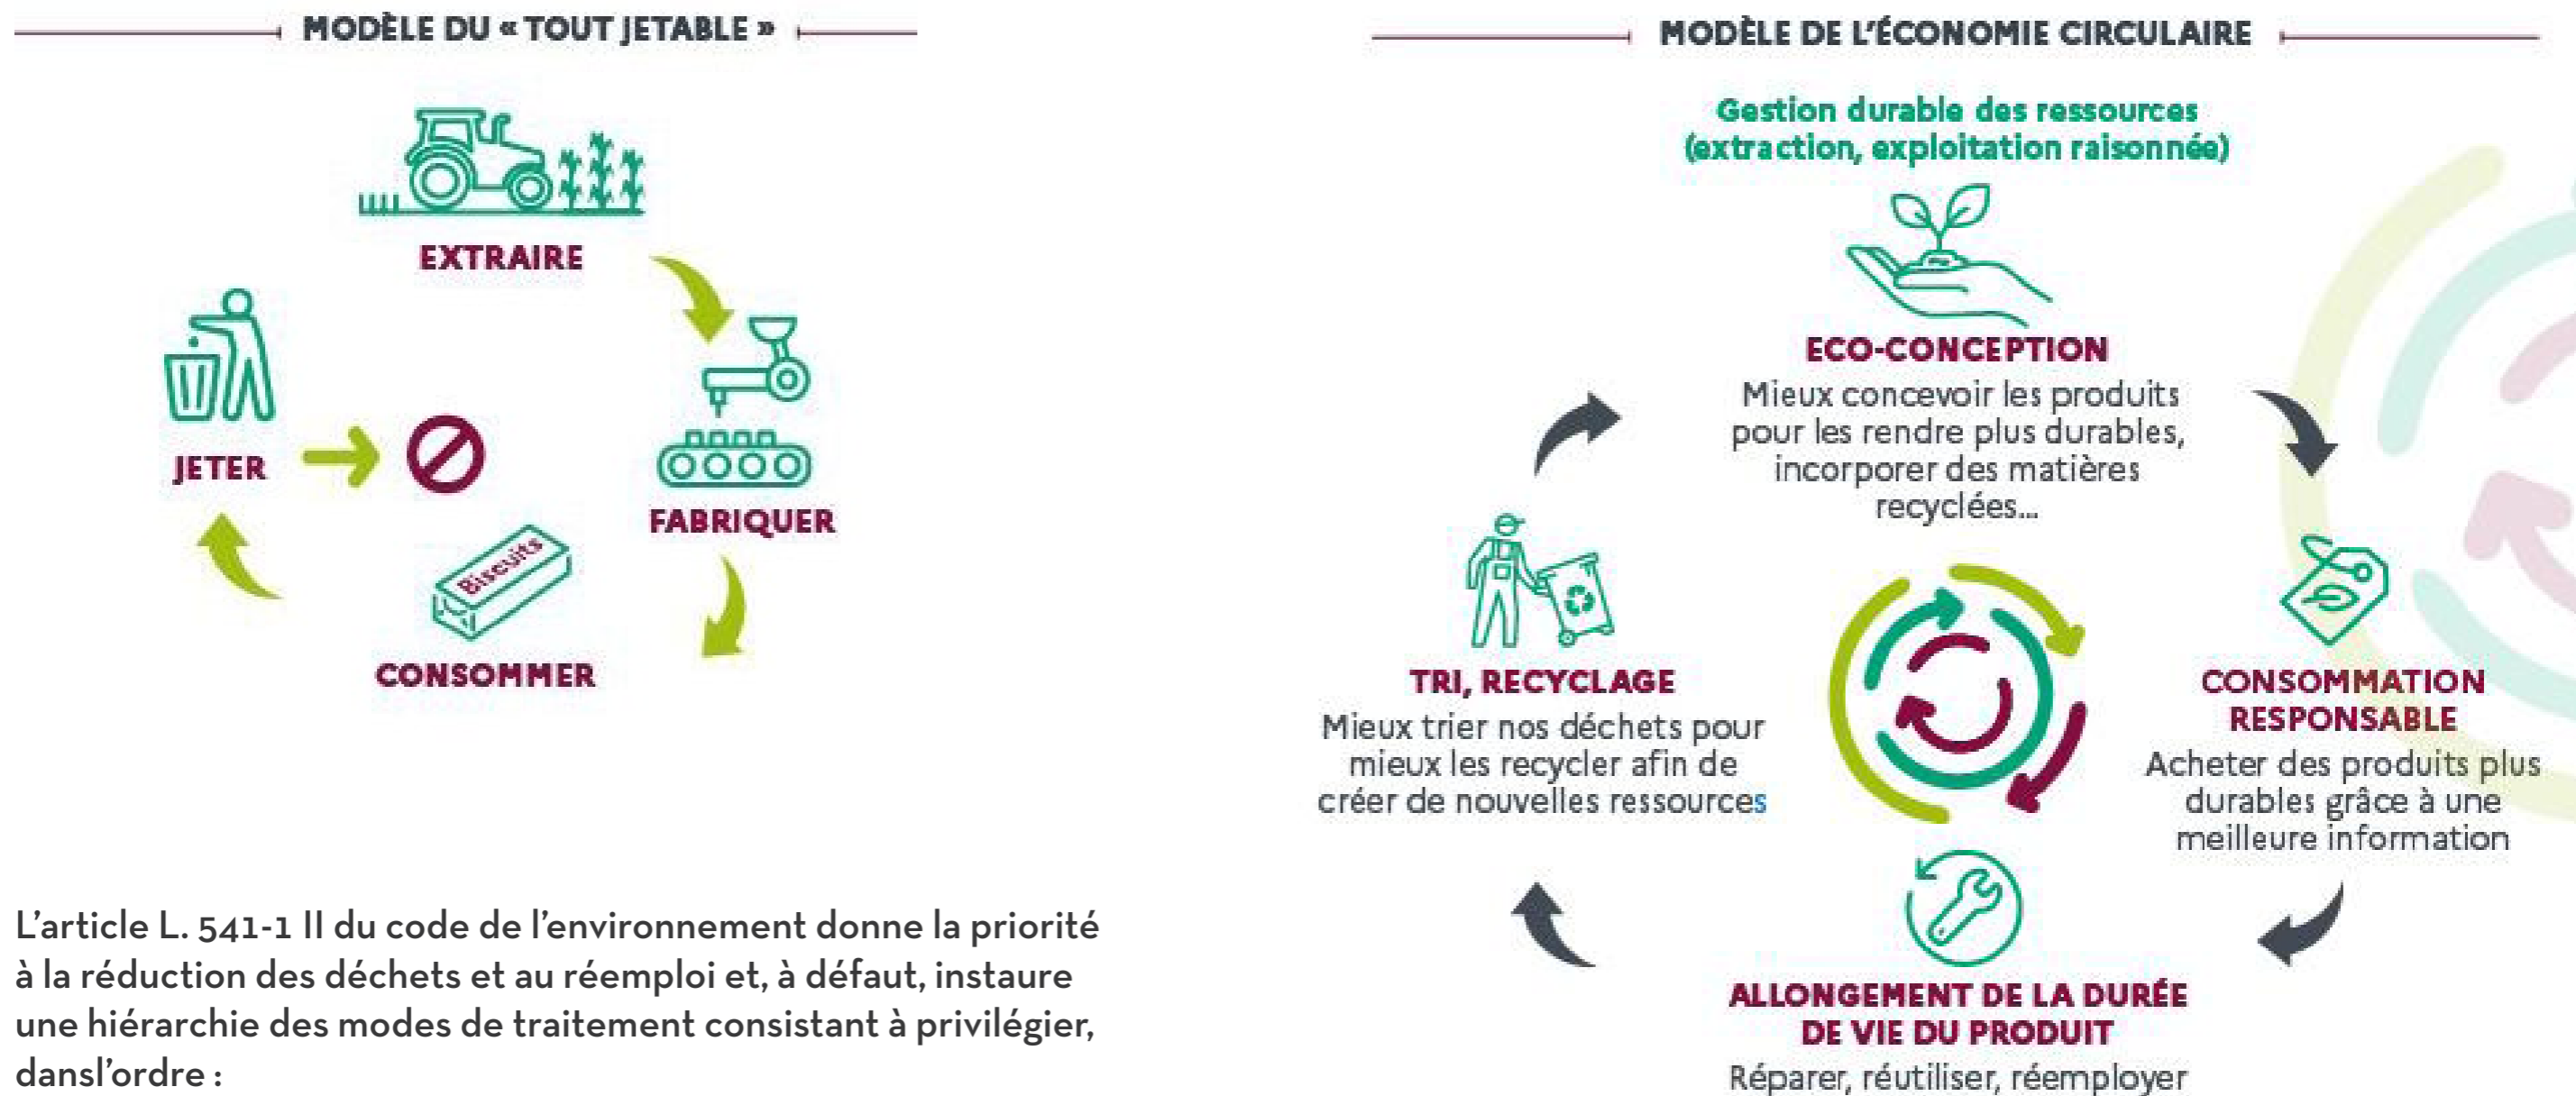 MODÈLE DU « TOUT JETABLE »
EXTRAIRE
JETER
FABRIQUER
Biscuits
CONSOMMER
L’article L. 541-1 II du code de l’environnement donne la priorité
à la réduction des déchets et au réemploi et, à défaut, instaure
une hiérarchie des modes de traitement consistant à privilégier,
dansl’ordre :
MODÈLE DE L’ÉCONOMIE CIRCULAIRE
Gestion durable des ressources
(extraction, exploitation raisonnée)
ECO-CONCEPTION
Mieux concevoir les produits
pour les rendre plus durables,
incorporer des matières
recyclées...
TRI, RECYCLAGE
Mieux trier nos déchets pour
mieux les recycler afin de
créer de nouvelles ressources
CONSOMMATION
RESPONSABLE
Acheter des produits plus
durables grâce à une
meilleure information
ALLONGEMENT DE LA DURÉE
DE VIE DU PRODUIT
Réparer, réutiliser, réemployer